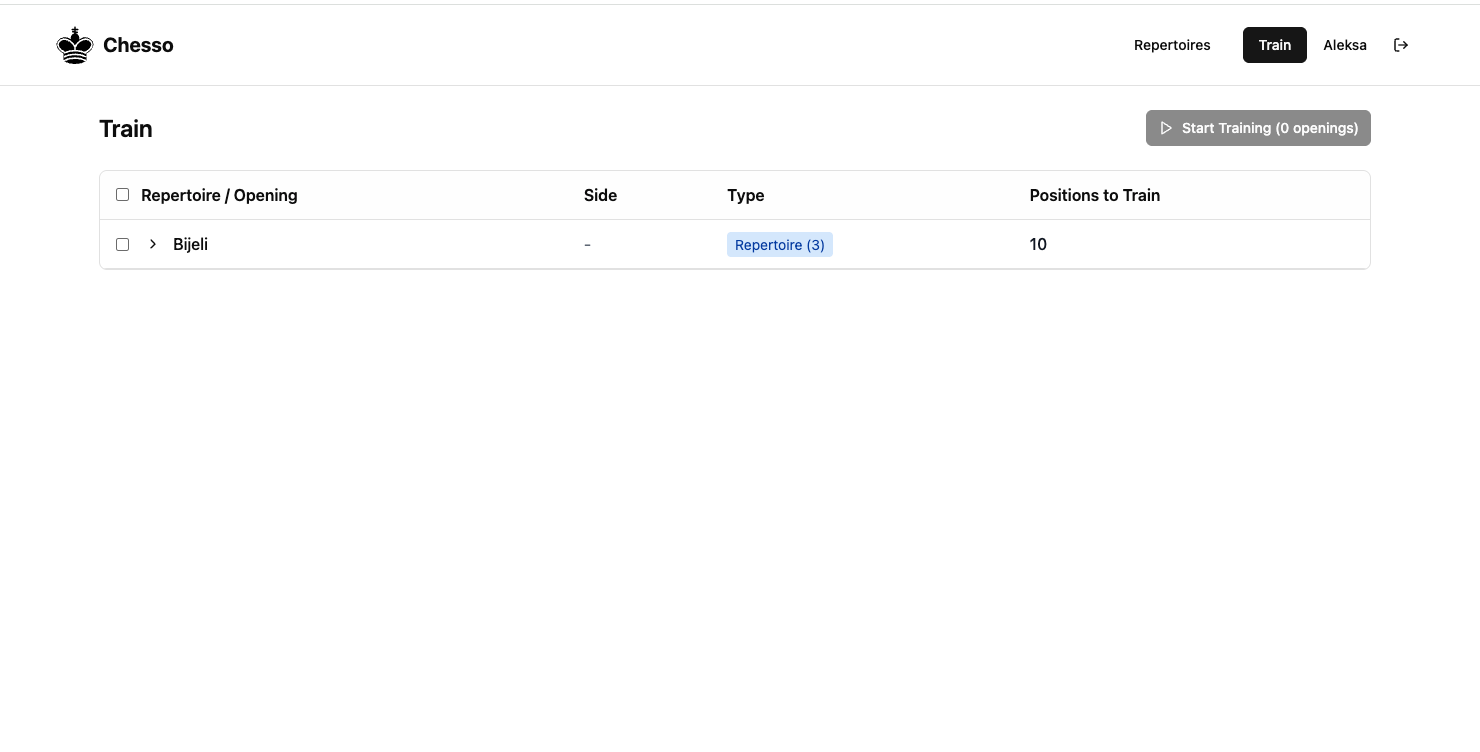 Chesso
Repertoires Train Aleksa
Train
Start Training (0 openings)
Repertoire / Opening Side Type Positions to Train
Bijeli - Repertoire (3) 10